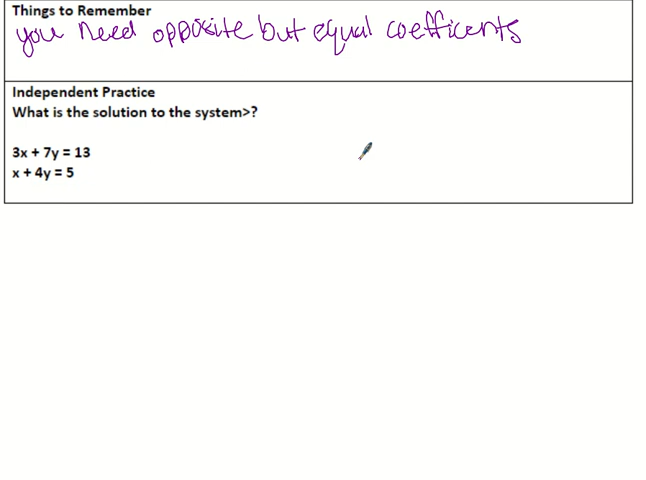 Things to Remember
you need opposite but equal coefficents
Independent Practice
What is the solution to the system>?
3x + 7y = 13
x + 4y = 5